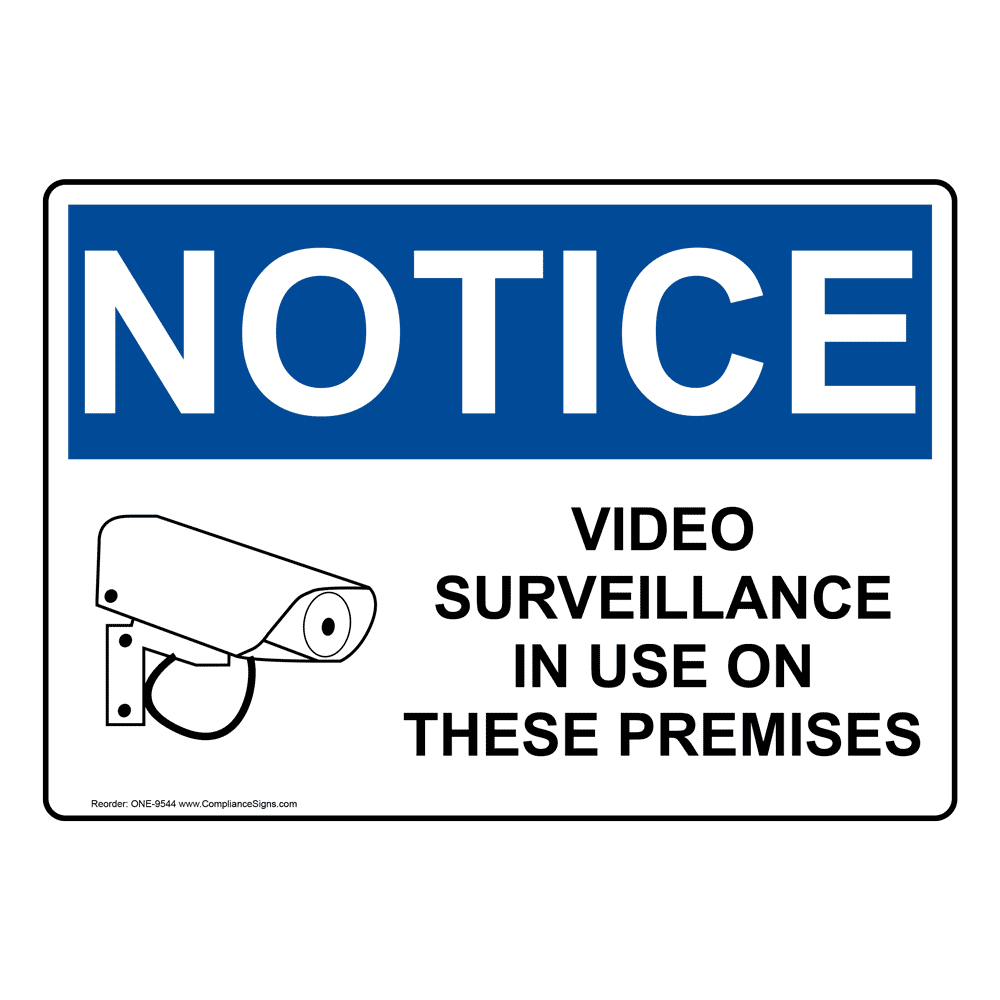 NOTICE
VIDEO
SURVEILLANCE
IN USE ON
THESE PREMISES
Reorder: ONE-9544 www.ComplianceSigns.com